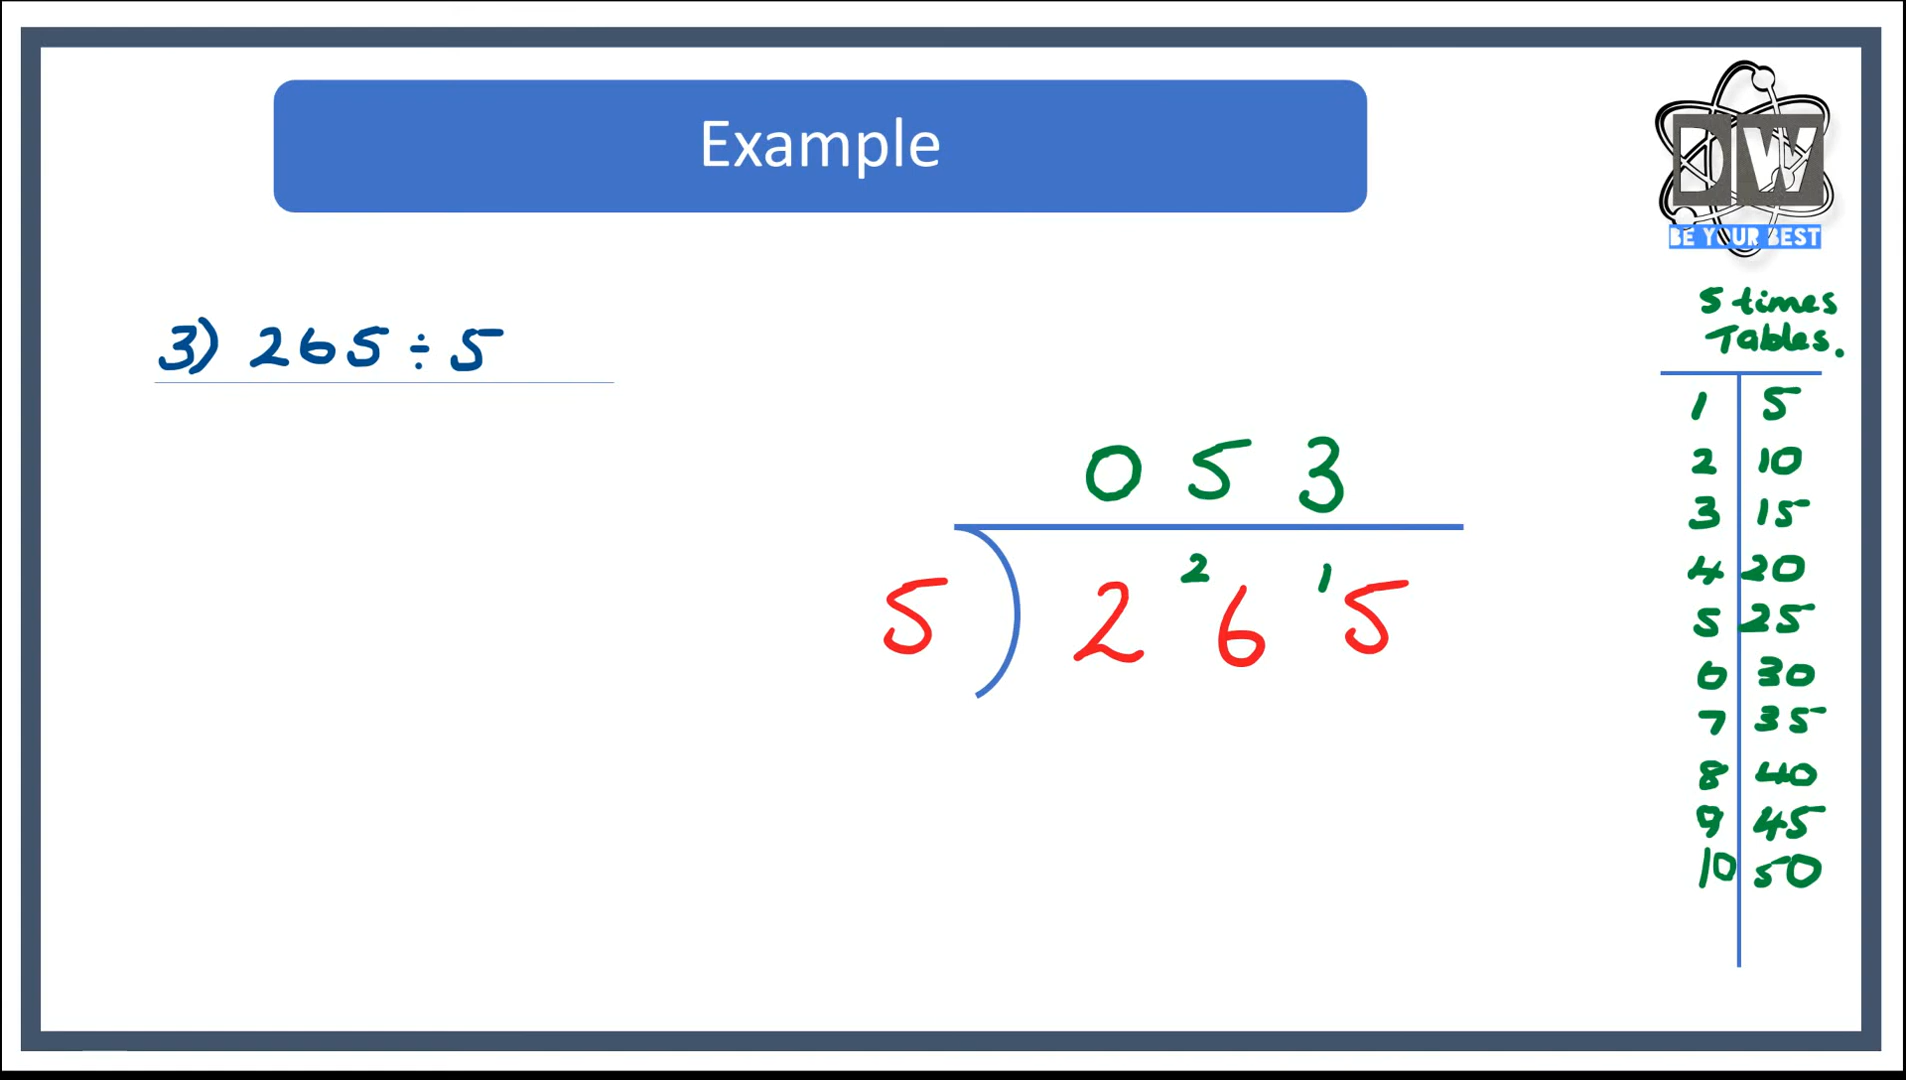 Example
DW
BE YOUR BEST
3) 265 ÷ 5
5 times
Tables.
0 5 3
5 ) 2 ²6 ¹5
1 | 5
2 | 10
3 | 15
4 | 20
5 | 25
6 | 30
7 | 35
8 | 40
9 | 45
10 | 50